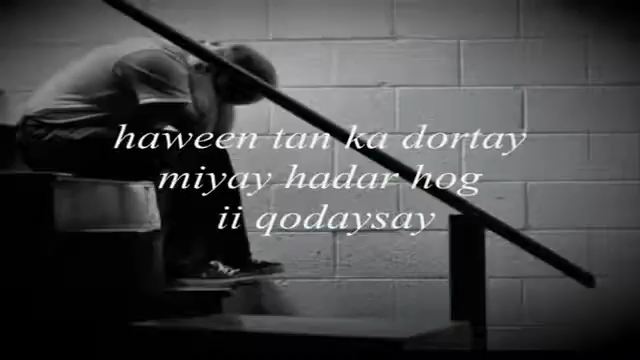 haween tan ka dortay
miyay hadar hog
ii qodaysay